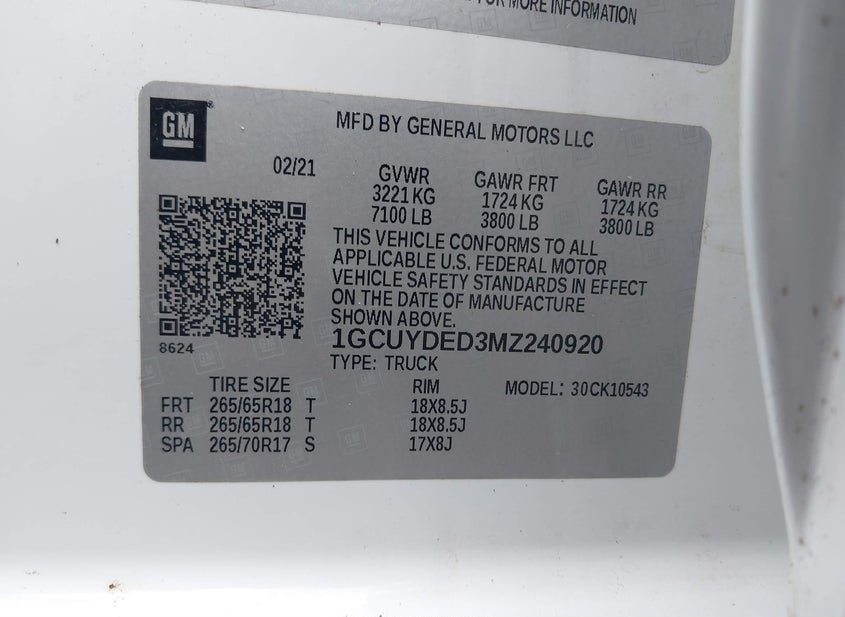 FOR MORE INFORMATION
GM
MFD BY GENERAL MOTORS LLC
02/21
GVWR GAWR FRT GAWR RR
3221 KG 1724 KG 1724 KG
7100 LB 3800 LB 3800 LB
THIS VEHICLE CONFORMS TO ALL
APPLICABLE U.S. FEDERAL MOTOR
VEHICLE SAFETY STANDARDS IN EFFECT
ON THE DATE OF MANUFACTURE
SHOWN ABOVE.
8624
1GCUYDED3MZ240920
TYPE: TRUCK
TIRE SIZE RIM MODEL: 30CK10543
FRT 265/65R18 T 18X8.5J
RR 265/65R18 T 18X8.5J
SPA 265/70R17 S 17X8J